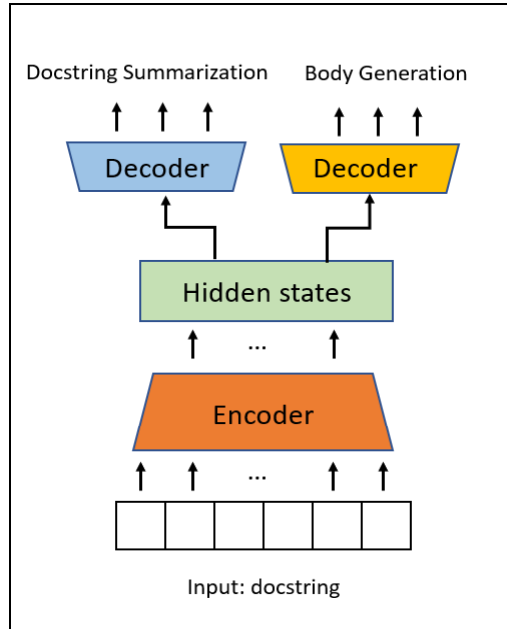 Docstring Summarization
Body Generation
Decoder
Decoder
Hidden states
...
Encoder
...
Input: docstring